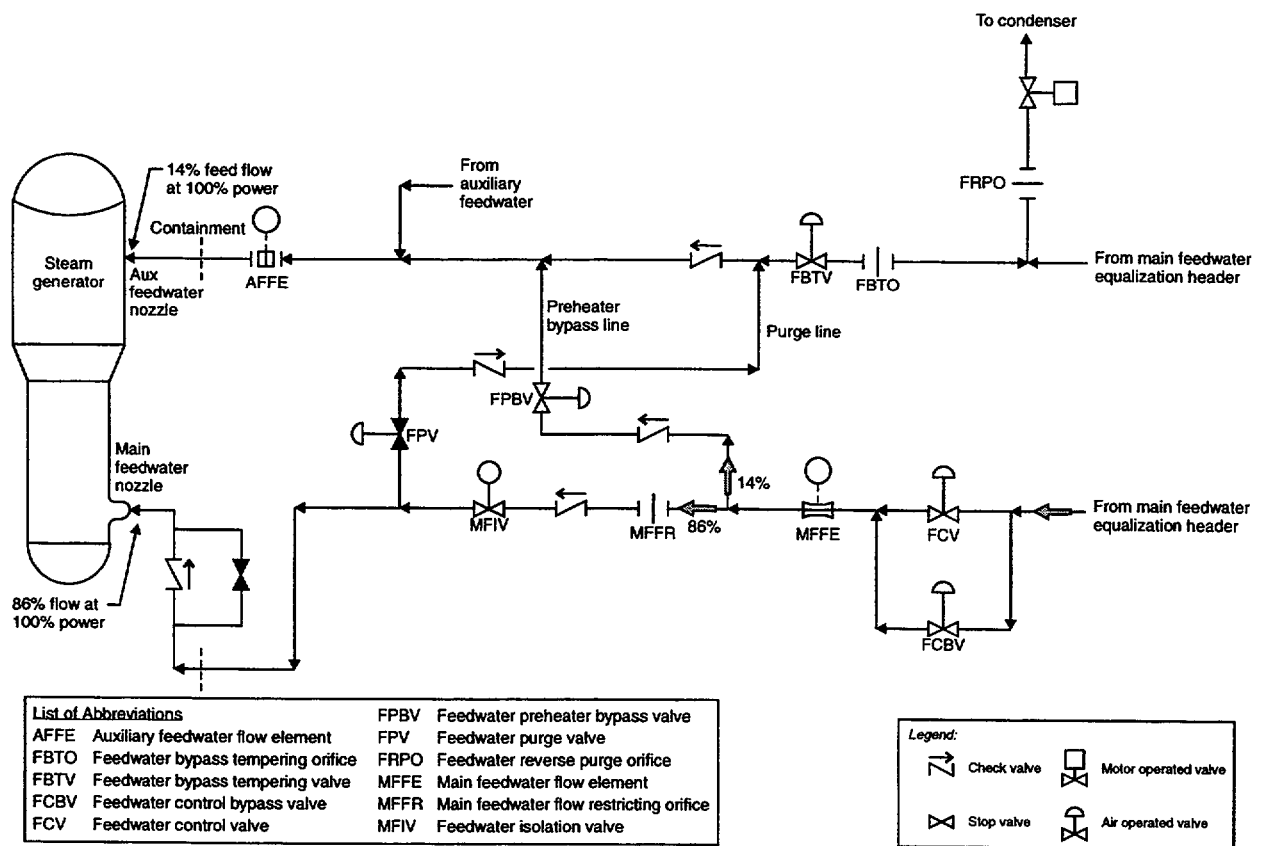 To condenser
14% feed flow
at 100% power
From
auxiliary
feedwater
FRPO
Containment
Steam
generator
Aux
feedwater
nozzle
AFFE
FBTV
FBTO
From main feedwater
equalization header
Preheater
bypass line
Purge line
FPBV
FPV
Main
feedwater
nozzle
14%
MFIV
MFFR
86%
MFFE
FCV
From main feedwater
equalization header
86% flow at
100% power
FCBV
List of Abbreviations
AFFE Auxiliary feedwater flow element
FBTO Feedwater bypass tempering orifice
FBTV Feedwater bypass tempering valve
FCBV Feedwater control bypass valve
FCV Feedwater control valve
FPBV Feedwater preheater bypass valve
FPV Feedwater purge valve
FRPO Feedwater reverse purge orifice
MFFE Main feedwater flow element
MFFR Main feedwater flow restricting orifice
MFIV Feedwater isolation valve
Legend:
Check valve
Motor operated valve
Stop valve
Air operated valve